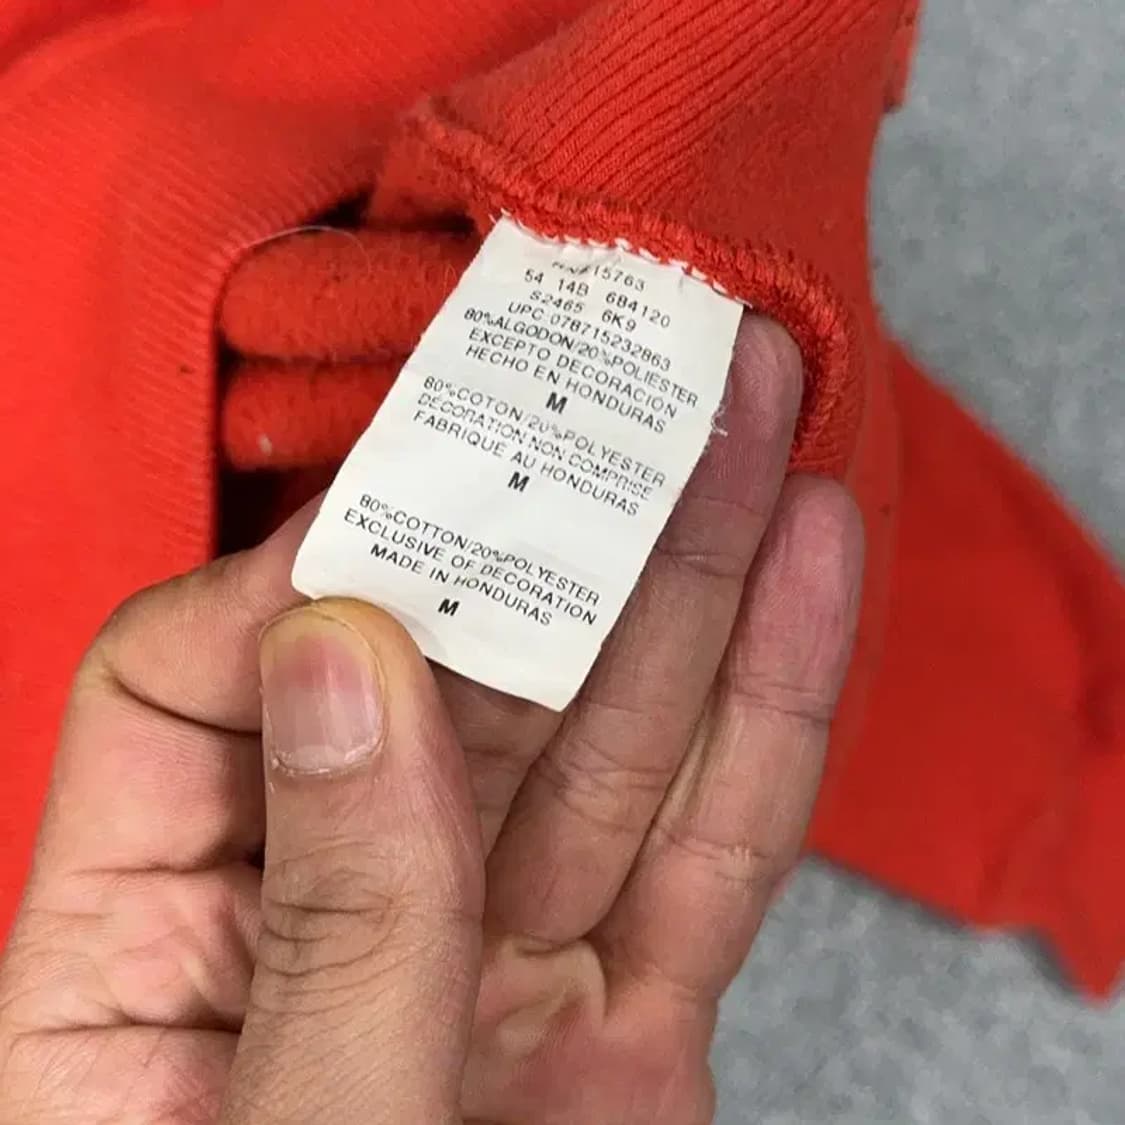 15763
54 14B 684120
S2465 6K9
UPC:078715232863
80%ALGODON/20%POLIESTER
EXCEPTO DECORACION
HECHO EN HONDURAS
M
80%COTON/20%POLYESTER
DECORATION NON COMPRISE
FABRIQUE AU HONDURAS
M
80%COTTON/20%POLYESTER
EXCLUSIVE OF DECORATION
MADE IN HONDURAS
M